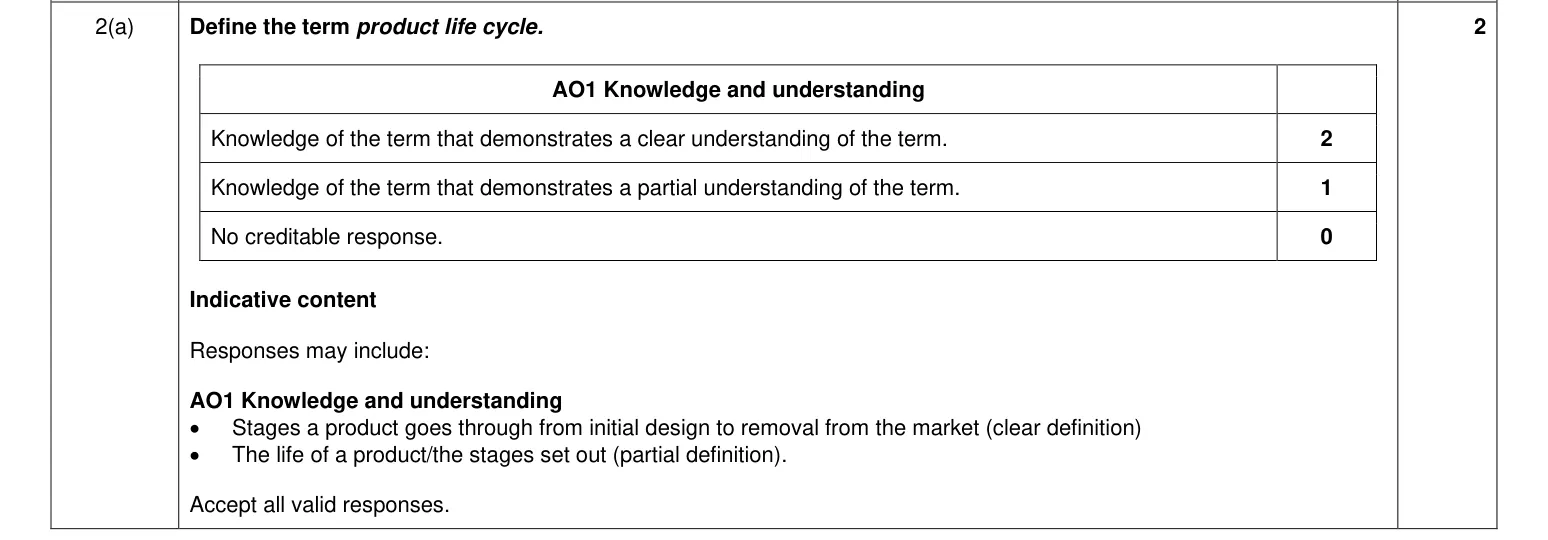 2(a) Define the term product life cycle. 2
AO1 Knowledge and understanding
Knowledge of the term that demonstrates a clear understanding of the term. 2
Knowledge of the term that demonstrates a partial understanding of the term. 1
No creditable response. 0
Indicative content
Responses may include:
AO1 Knowledge and understanding
• Stages a product goes through from initial design to removal from the market (clear definition)
• The life of a product/the stages set out (partial definition).
Accept all valid responses.